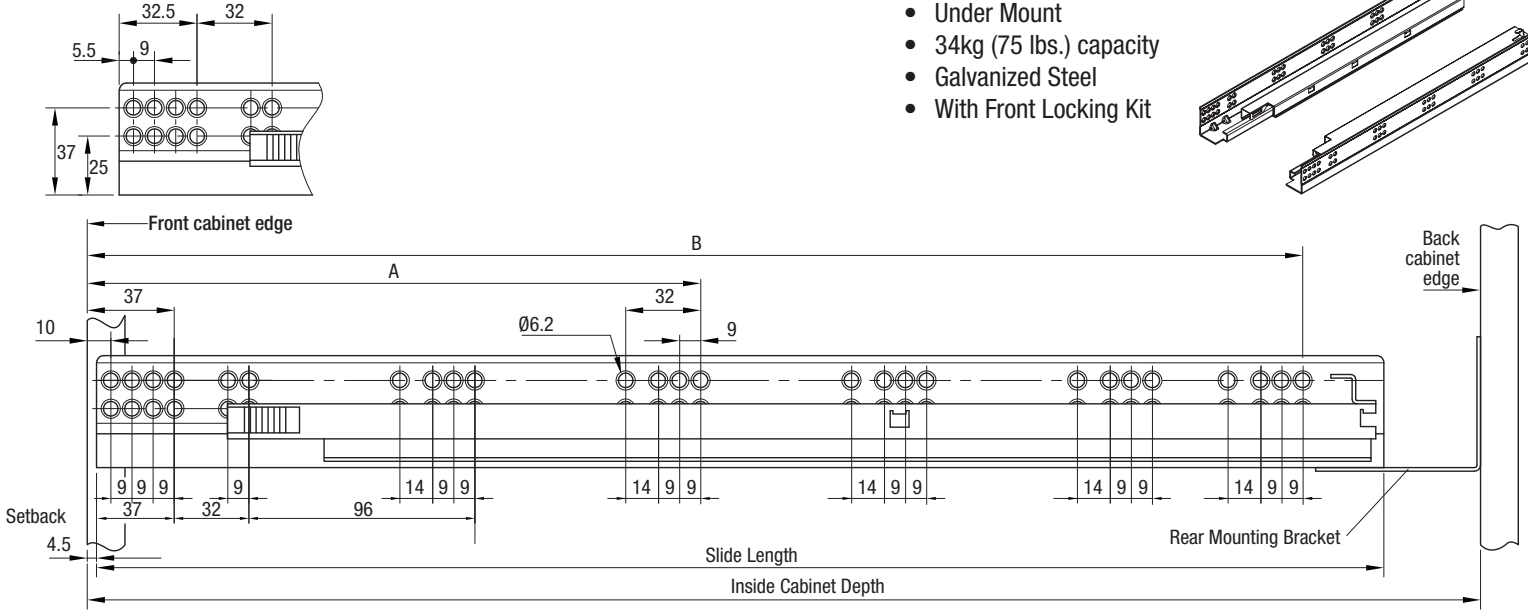 32.5
32
5.5
9
37
25
• Under Mount
• 34kg (75 lbs.) capacity
• Galvanized Steel
• With Front Locking Kit
Front cabinet edge
B
Back
cabinet
edge
A
37
32
10
Ø6.2
9
9 9 9
9
14 9 9
14 9 9
14 9 9
14 9 9
14 9 9
37
32
96
Setback
4.5
Rear Mounting Bracket
Slide Length
Inside Cabinet Depth